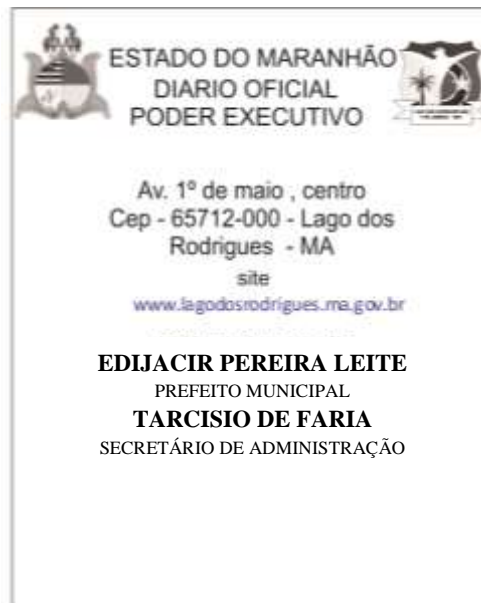 ESTADO DO MARANHÃO
DIARIO OFICIAL
PODER EXECUTIVO
Av. 1º de maio , centro
Cep - 65712-000 - Lago dos
Rodrigues - MA
site
www.lagodosrodrigues.ma.gov.br
EDIJACIR PEREIRA LEITE
PREFEITO MUNICIPAL
TARCISIO DE FARIA
SECRETÁRIO DE ADMINISTRAÇÃO